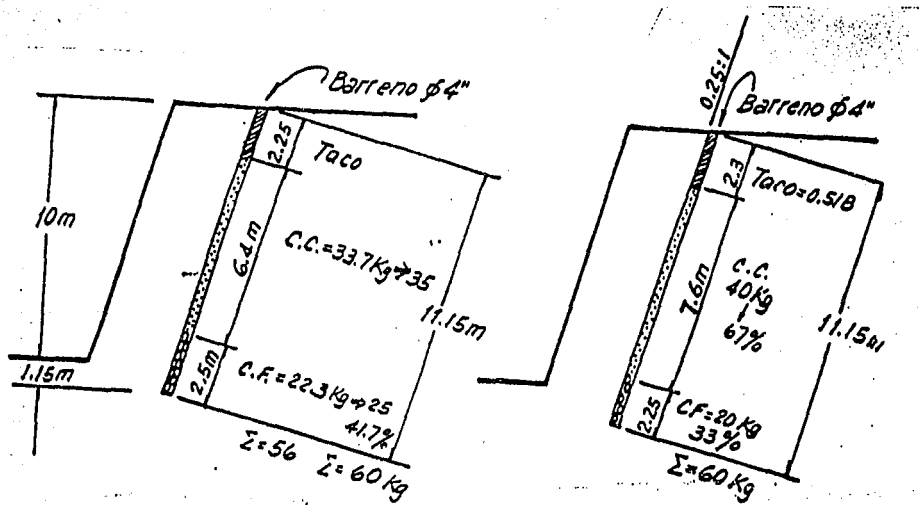 Barreno ϕ4"
2.25
Taco
10m
6.4m
C.C.=33.7Kg→35
11.15m
1.15m
2.5m
C.F.=22.3Kg→25
41.7%
Σ=56 Σ=60Kg
0.25:1
Barreno ϕ4"
2.3
Taco=0.51B
7.6m
C.C.
40Kg
67%
11.15m
2.25
CF=20Kg
33%
Σ=60Kg